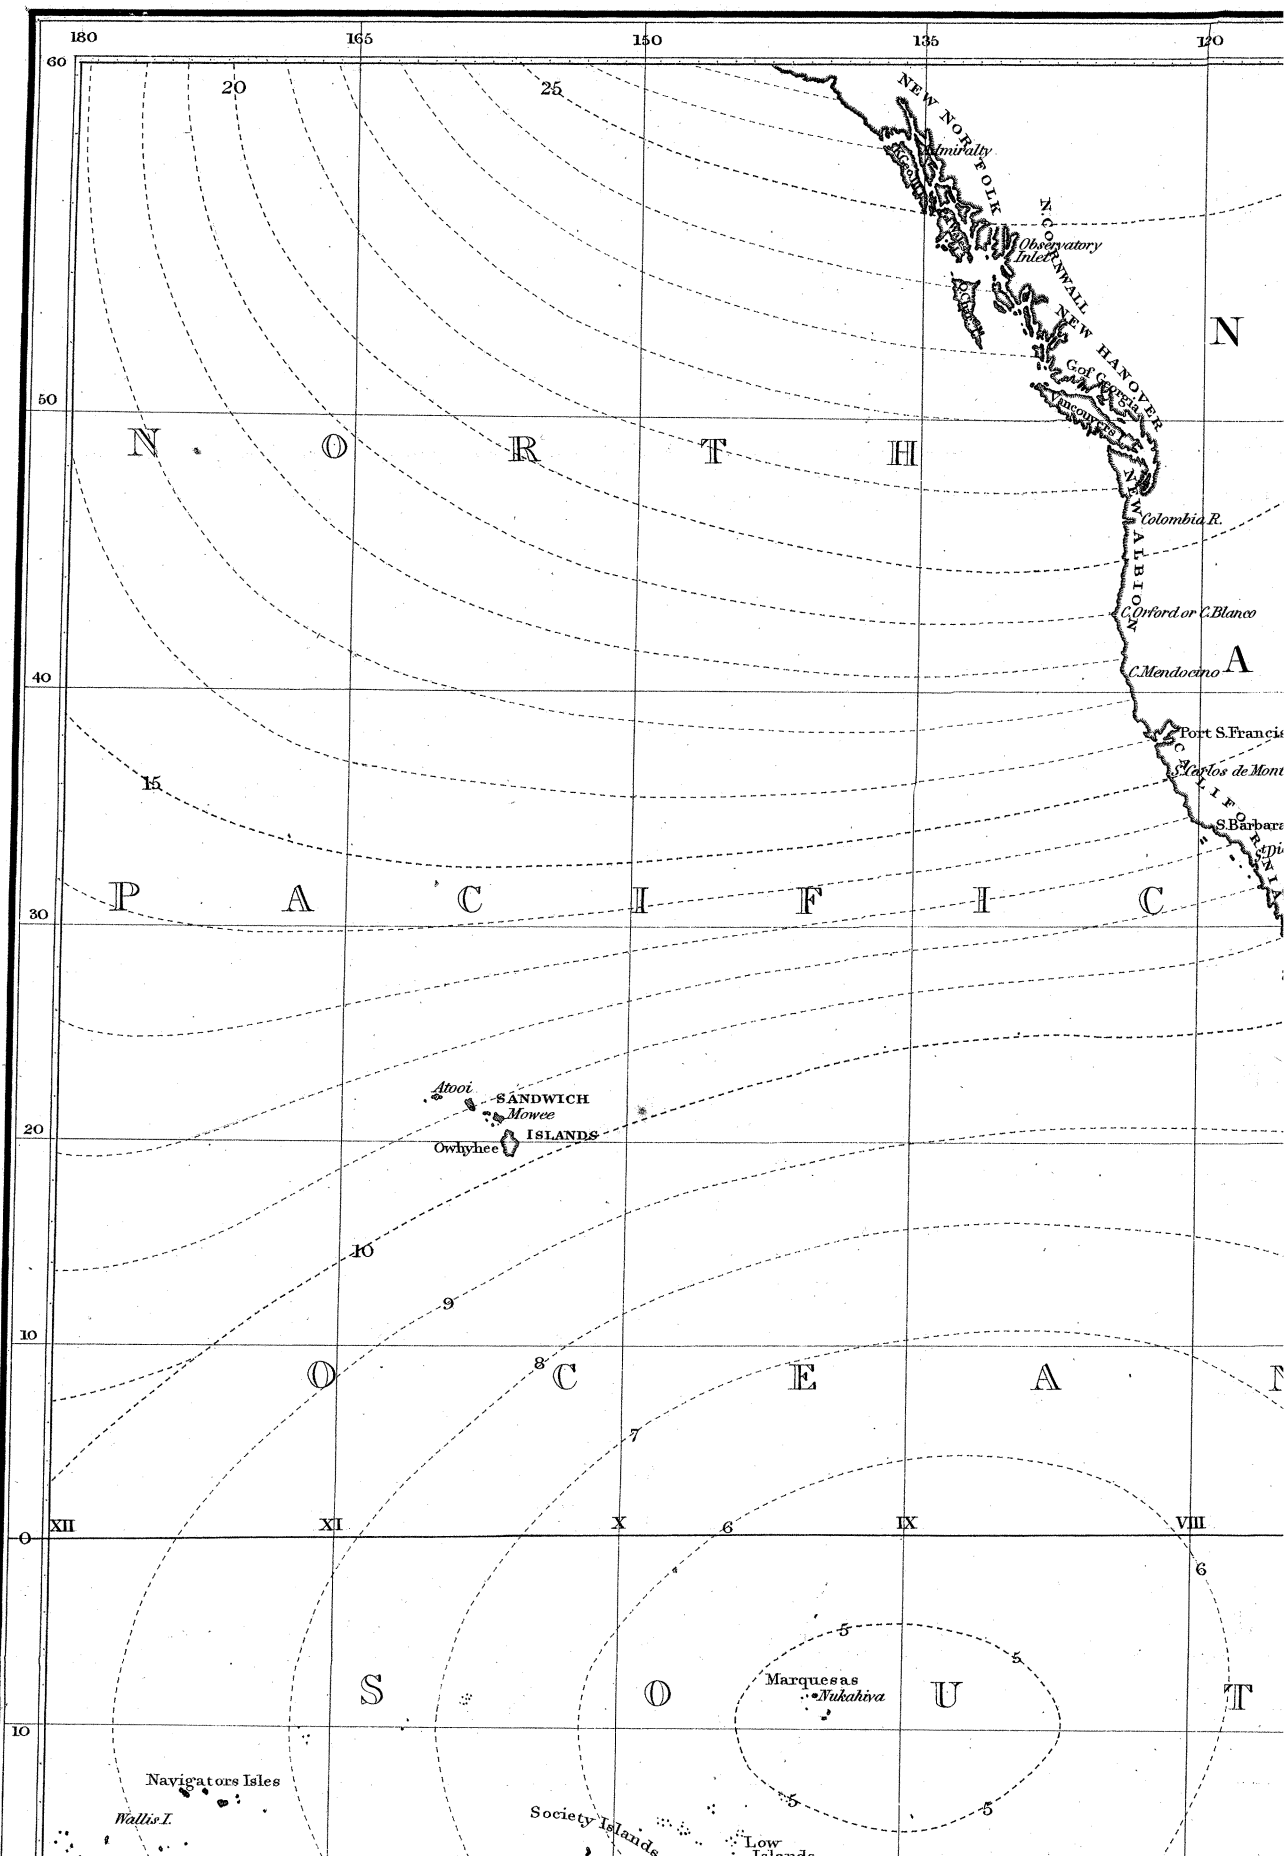 180 165 150 135 120
60
20 25
NEW NORFOLK
Admiralty
N. CORNWALL
Observatory
Inlet
N
NEW HANOVER
G. of Georgia
Vancouvers
50
N O R T H
NEW ALBION
Colombia R.
C. Orford or C. Blanco
A
C. Mendocino
40
Port S. Francis
CALIFORNIA
S. Carlos de Mont
15
S. Barbara
St Di
P A C I F I C
30
Atooi
SANDWICH
Mowee
ISLANDS
Owhyhee
20
10
9
10
8
O C E A N
7
XII XI X IX VIII
0
6
6
5
5
Marquesas
Nukahiva
S O U T
10
Navigators Isles
5
5
Society Islands
Wallis I.
Low
Islands